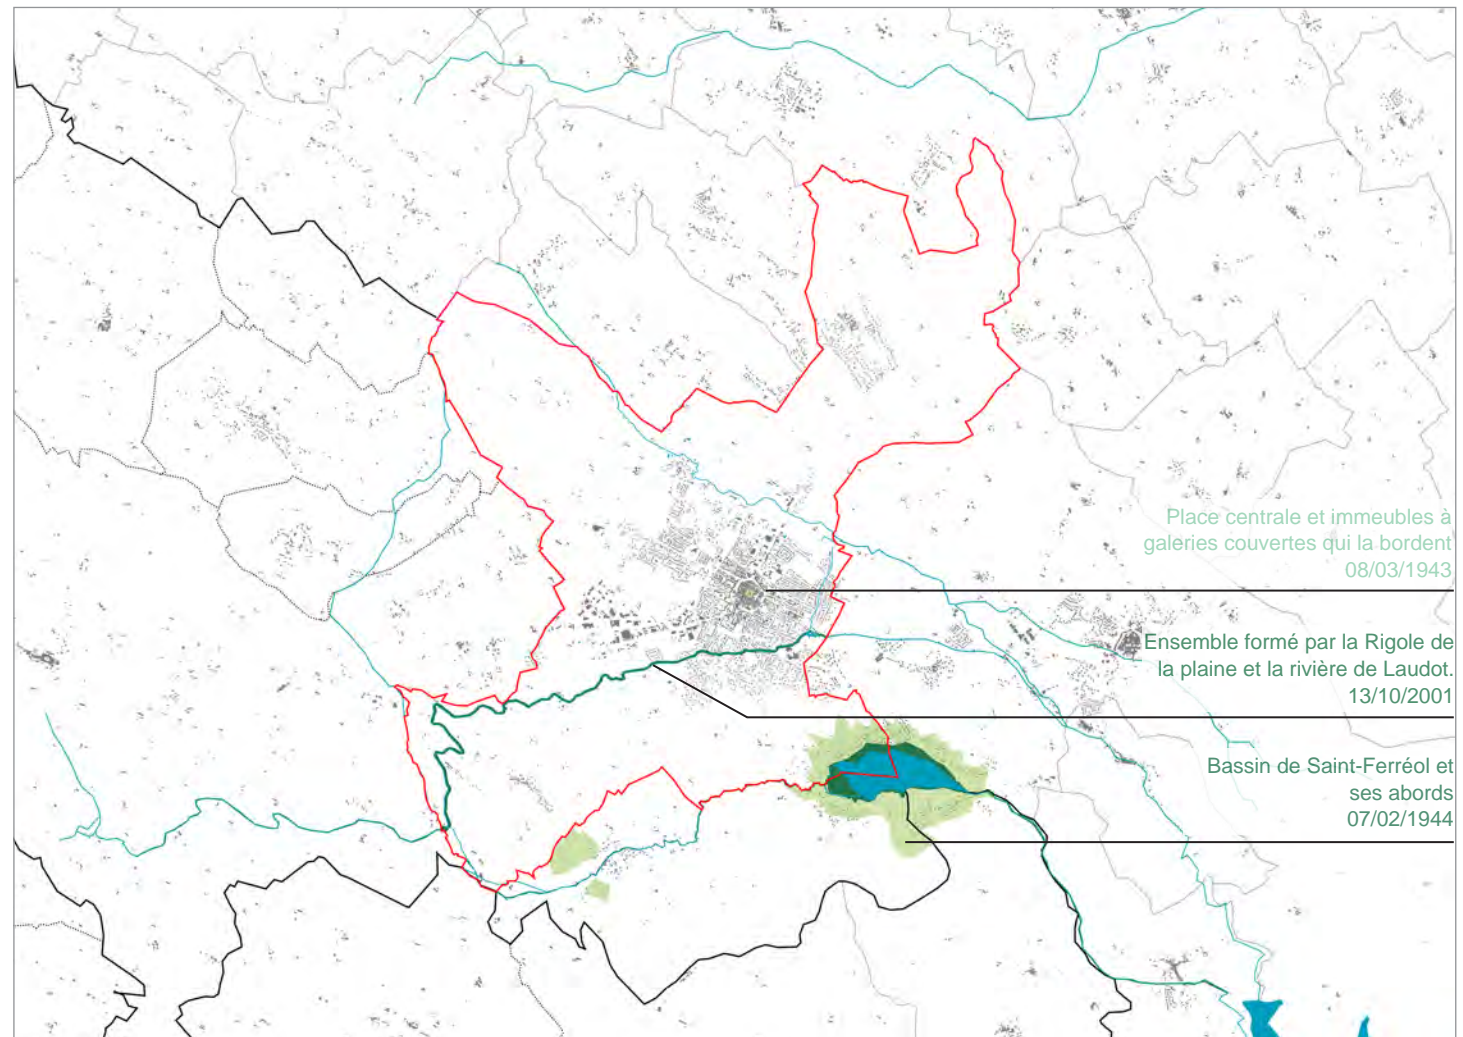 Place centrale et immeubles à
galeries couvertes qui la bordent
08/03/1943
Ensemble formé par la Rigole de
la plaine et la rivière de Laudot.
13/10/2001
Bassin de Saint-Ferréol et
ses abords
07/02/1944